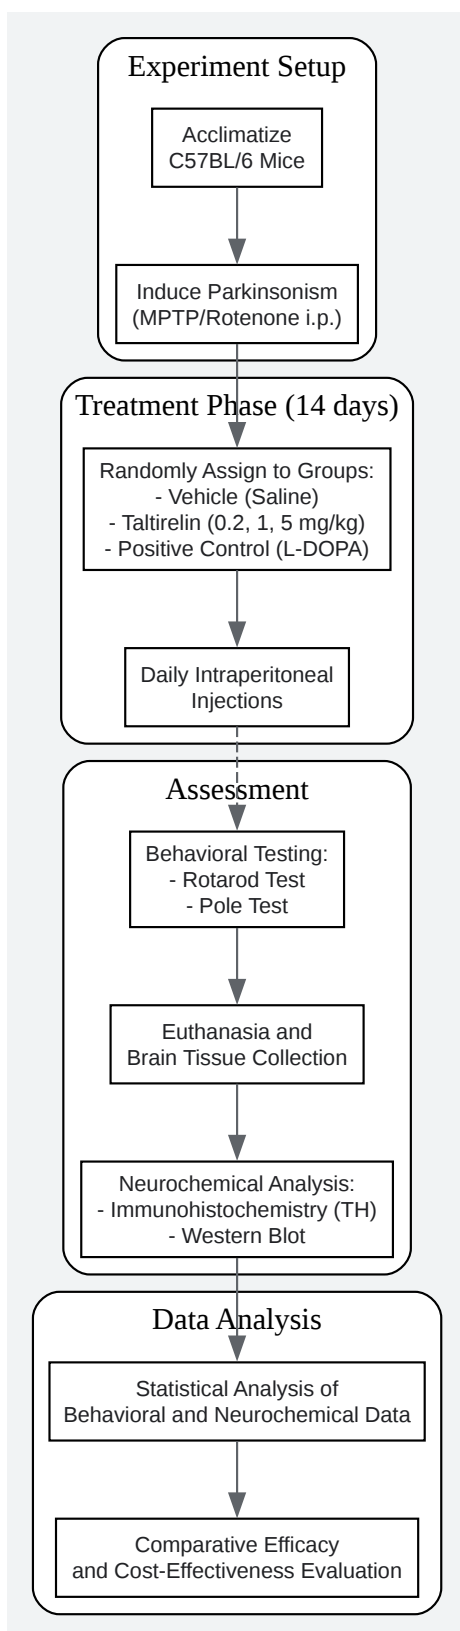 Experiment Setup
Acclimatize
C57BL/6 Mice
Induce Parkinsonism
(MPTP/Rotenone i.p.)
Treatment Phase (14 days)
Randomly Assign to Groups:
- Vehicle (Saline)
- Taltirelin (0.2, 1, 5 mg/kg)
- Positive Control (L-DOPA)
Daily Intraperitoneal
Injections
Assessment
Behavioral Testing:
- Rotarod Test
- Pole Test
Euthanasia and
Brain Tissue Collection
Neurochemical Analysis:
- Immunohistochemistry (TH)
- Western Blot
Data Analysis
Statistical Analysis of
Behavioral and Neurochemical Data
Comparative Efficacy
and Cost-Effectiveness Evaluation